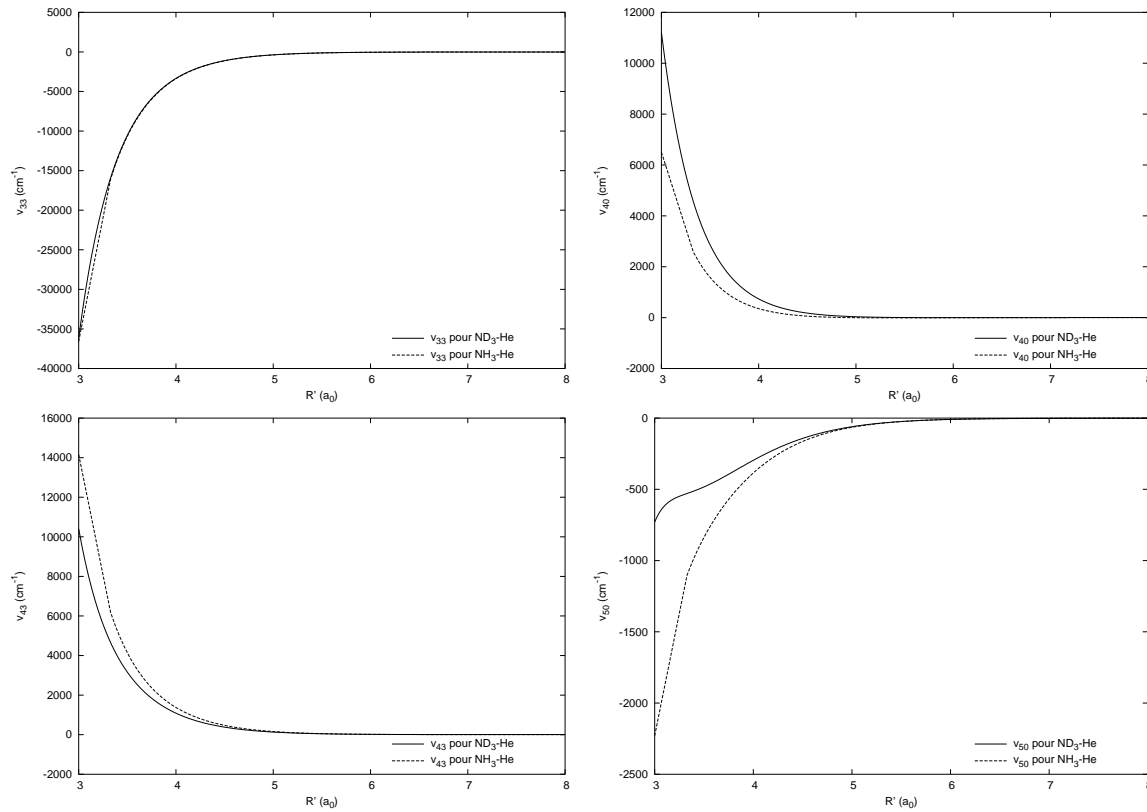 5000
0
-5000
-10000
-15000
-20000
-25000
-30000
-35000
-40000
3 4 5 6 7 8
v33 (cm-1)
R' (a0)
v33 pour ND3-He
v33 pour NH3-He
12000
10000
8000
6000
4000
2000
0
-2000
3 4 5 6 7 8
v40 (cm-1)
R' (a0)
v40 pour ND3-He
v40 pour NH3-He
16000
14000
12000
10000
8000
6000
4000
2000
0
-2000
3 4 5 6 7 8
v43 (cm-1)
R' (a0)
v43 pour ND3-He
v43 pour NH3-He
0
-500
-1000
-1500
-2000
-2500
3 4 5 6 7 8
v50 (cm-1)
R' (a0)
v50 pour ND3-He
v50 pour NH3-He